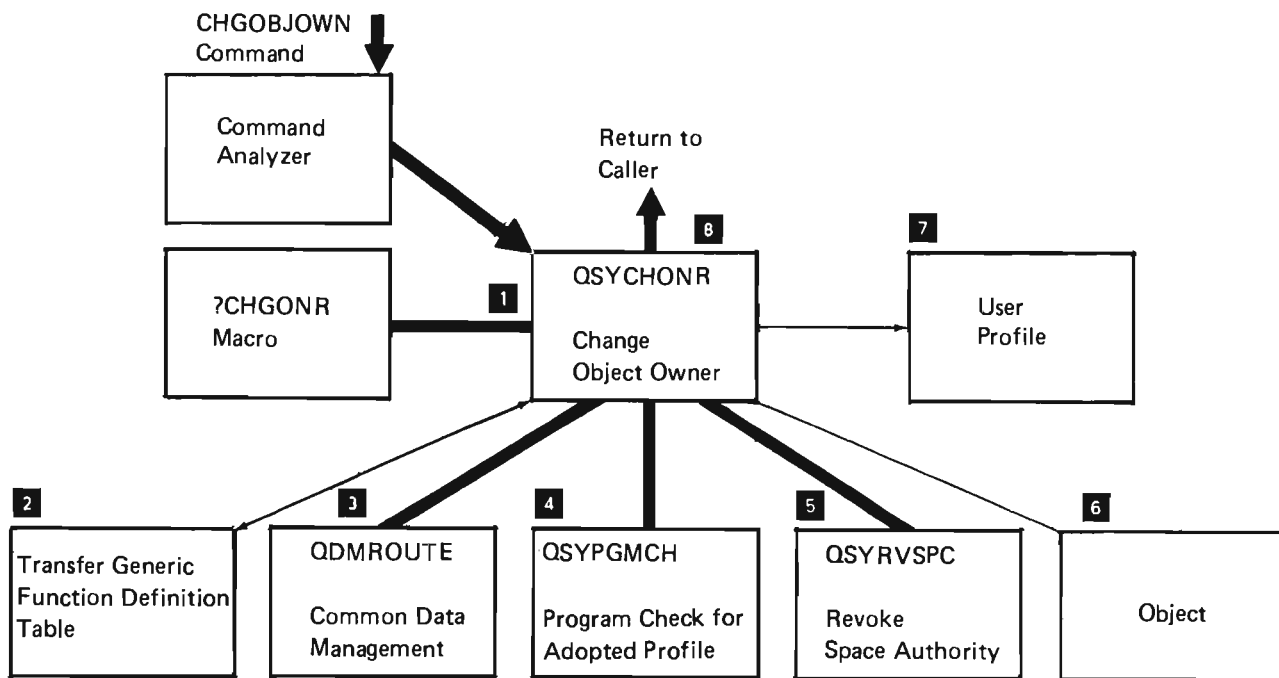 CHGOBJOWN
Command
Command
Analyzer
Return to
Caller
8
7
?CHGONR
Macro
1
QSYCHONR
Change
Object Owner
User
Profile
2
Transfer Generic
Function Definition
Table
3
QDMROUTE
Common Data
Management
4
QSYPGMCH
Program Check for
Adopted Profile
5
QSYRVSPC
Revoke
Space Authority
6
Object